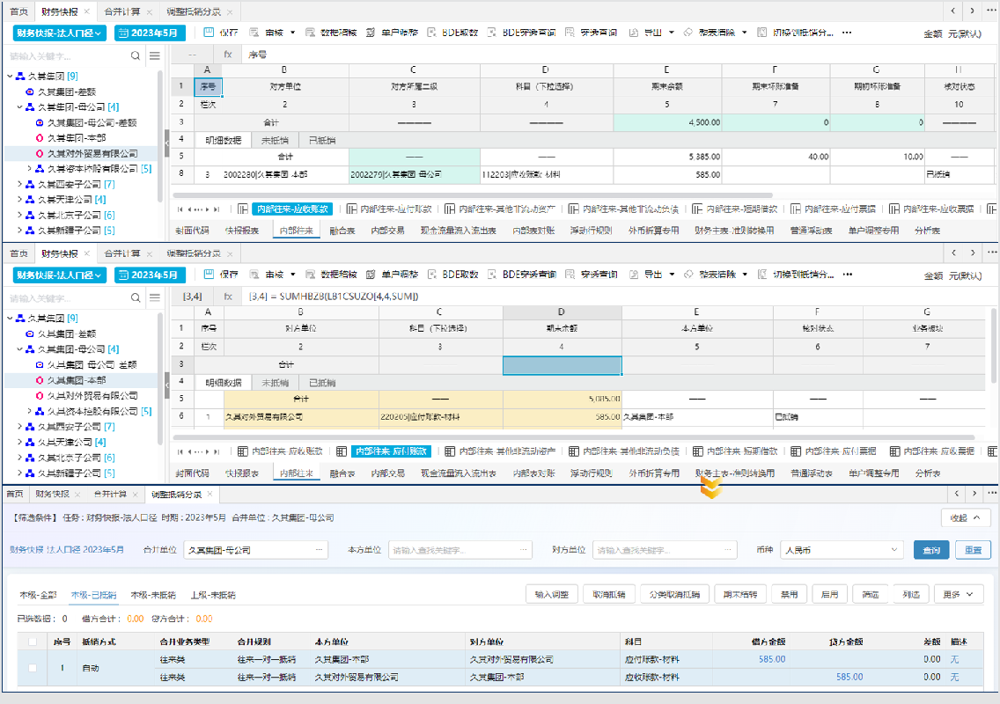 首页 财务快报 × 合并计算 × 调整抵销分录 ×
财务快报-法人口径 2023年5月 保存 审核 数据稽核 单户调整 BDE取数 BDE穿透查询 穿透查询 导出 整表清除 切换到抵销分... ··· 金额 元(默认)
请输入关键字... -- fx 序号
久其集团 [9]
久其集团-差额
久其集团-母公司 [4]
久其集团-母公司-差额
久其集团-本部
久其对外贸易有限公司
久其资本控股有限公司 [5]
久其西安子公司 [7]
久其天津公司 [4]
久其北京子公司 [6]
久其新疆子公司 [5]
A B C D E F G H
1 序号 对方单位 对方所属二级 科目（下拉选择） 期末余额 期末坏账准备 期初坏账准备 核对状态
2 栏次 2 3 4 5 7 8 10
3 合计 ———— ———— 4,500.00 0 0 ————
4 明细数据 未抵销 已抵销
5 合计 —— —— 5,385.00 40.00 10.00 ——
8 3 2002280|久其集团-本部 2002279|久其集团-母公司 112203|应收账款-材料 585.00 已抵销
内部往来-应收账款 内部往来-应付账款 内部往来-其他非流动资产 内部往来-其他非流动负债 内部往来-短期借款 内部往来-应付票据 内部往来-应收票据
封面代码 快报报表 内部往来 融合表 内部交易 现金流量流入流出表 内部表对账 浮动行规则 外币折算专用 财务主表-准则转换用 普通浮动表 单户调整专用 分析表
首页 财务快报 × 合并计算 × 调整抵销分录 ×
财务快报-法人口径 2023年5月 保存 审核 数据稽核 单户调整 BDE取数 BDE穿透查询 穿透查询 导出 整表清除 切换到抵销分... ··· 金额 元(默认)
请输入关键字... [3,4] fx [3,4] = SUMHBZB(L81CSUZO[4,4,SUM])
久其集团 [9]
久其集团-差额
久其集团-母公司 [4]
久其集团-母公司-差额
久其集团-本部
久其对外贸易有限公司
久其资本控股有限公司 [5]
久其西安子公司 [7]
久其天津公司 [4]
久其北京子公司 [6]
久其新疆子公司 [5]
A B C D E F G
1 序号 对方单位 科目（下拉选择） 期末余额 本方单位 核对状态 业务板块
2 栏次 2 3 4 5 6 7
3 合计
4 明细数据 未抵销 已抵销
5 合计 —— 5,085.00 —— —— ——
6 1 久其对外贸易有限公司 220205|应付账款-材料 585.00 久其集团-本部 已抵销
内部往来-应收账款 内部往来-应付账款 内部往来-其他非流动资产 内部往来-其他非流动负债 内部往来-短期借款 内部往来-应付票据 内部往来-应收票据
封面代码 快报报表 内部往来 融合表 内部交易 现金流量流入流出表 内部表对账 浮动行规则 外币折算专用 财务主表-准则转换用 普通浮动表 单户调整专用 分析表
首页 财务快报 × 合并计算 × 调整抵销分录 ×
【筛选条件】 任务 : 财务快报-法人口径 时期 : 2023年5月 合并单位 : 久其集团-母公司 收起
财务快报-法人口径 2023年5月 合并单位 久其集团-母公司 ··· 本方单位 请输入查找关键字... ··· 对方单位 请输入查找关键字... ··· 币种 人民币 查询 重置
本级-全部 本级-已抵销 本级-未抵销 上级-未抵销 输入调整 取消抵销 分类取消抵销 期末结转 禁用 启用 筛选 列选 更多
已选数据： 0 借方合计： 0.00 贷方合计： 0.00
序号 抵销方式 合并业务类型 合并规则 本方单位 对方单位 科目 借方金额 贷方金额 差额 描述
1 自动 往来类 往来一对一抵销 久其集团-本部 久其对外贸易有限公司 应付账款-材料 585.00 0.00 无
往来类 往来一对一抵销 久其对外贸易有限公司 久其集团-本部 应收账款-材料 585.00 0.00 无